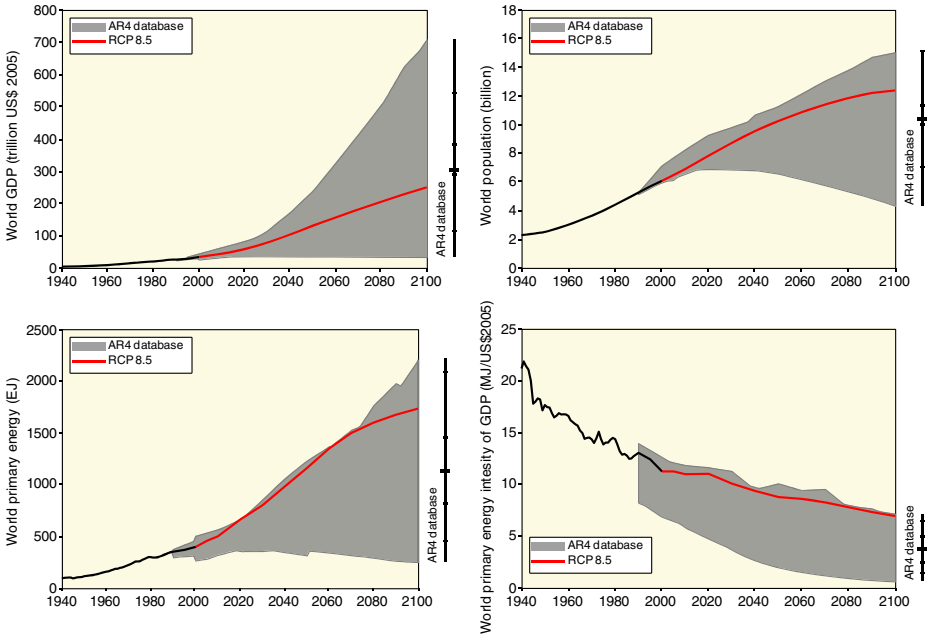 World GDP (trillion US$ 2005)
800
700
600
500
400
300
200
100
0
AR4 database
RCP 8.5
1940 1960 1980 2000 2020 2040 2060 2080 2100
AR4 database
World population (billion)
18
16
14
12
10
8
6
4
2
0
AR4 database
RCP 8.5
1940 1960 1980 2000 2020 2040 2060 2080 2100
AR4 database
World primary energy (EJ)
2500
2000
1500
1000
500
0
AR4 database
RCP 8.5
1940 1960 1980 2000 2020 2040 2060 2080 2100
AR4 database
World primary energy intesity of GDP (MJ/US$2005)
25
20
15
10
5
0
AR4 database
RCP 8.5
1940 1960 1980 2000 2020 2040 2060 2080 2100
AR4 database